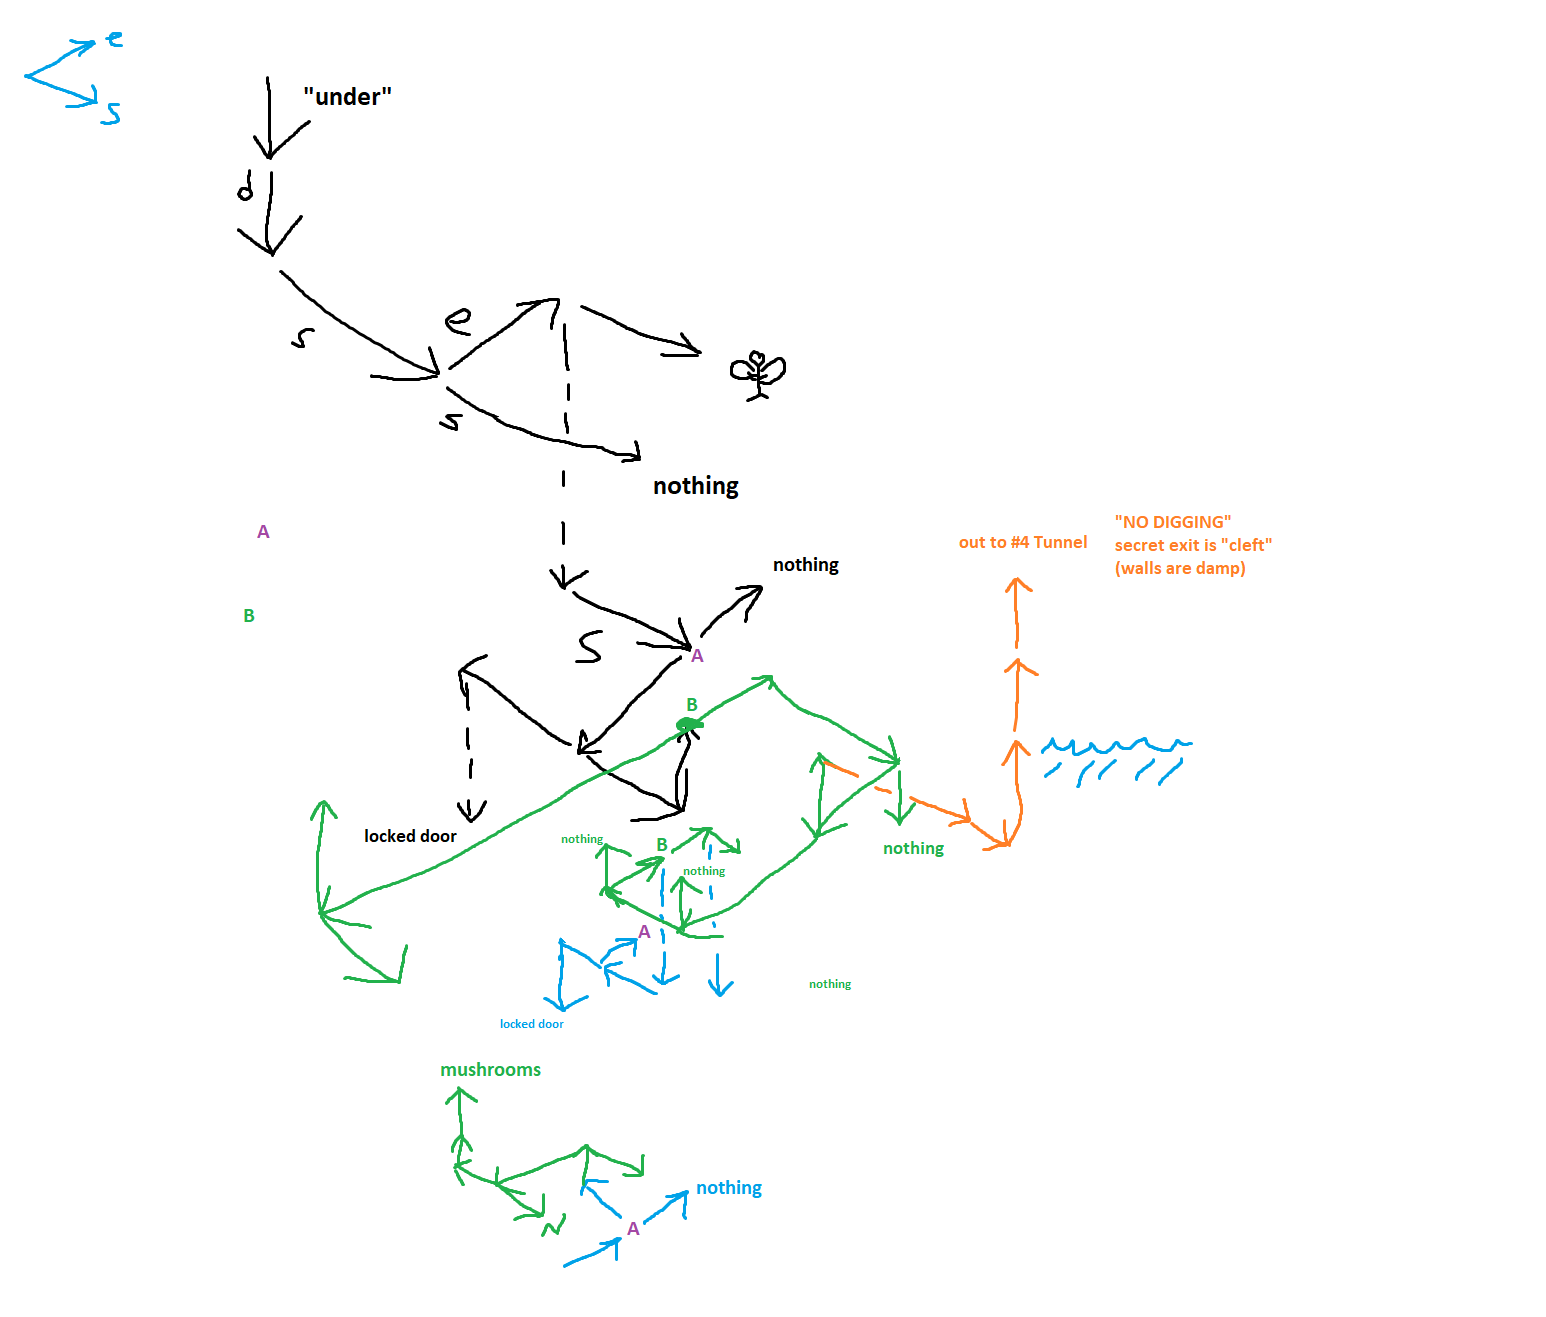 e
s
"under"
d
s
e
s
nothing
A
"NO DIGGING"
out to #4 Tunnel
secret exit is "cleft"
(walls are damp)
nothing
B
S
A
B
locked door
nothing
B
nothing
nothing
A
nothing
locked door
mushrooms
nothing
N
A